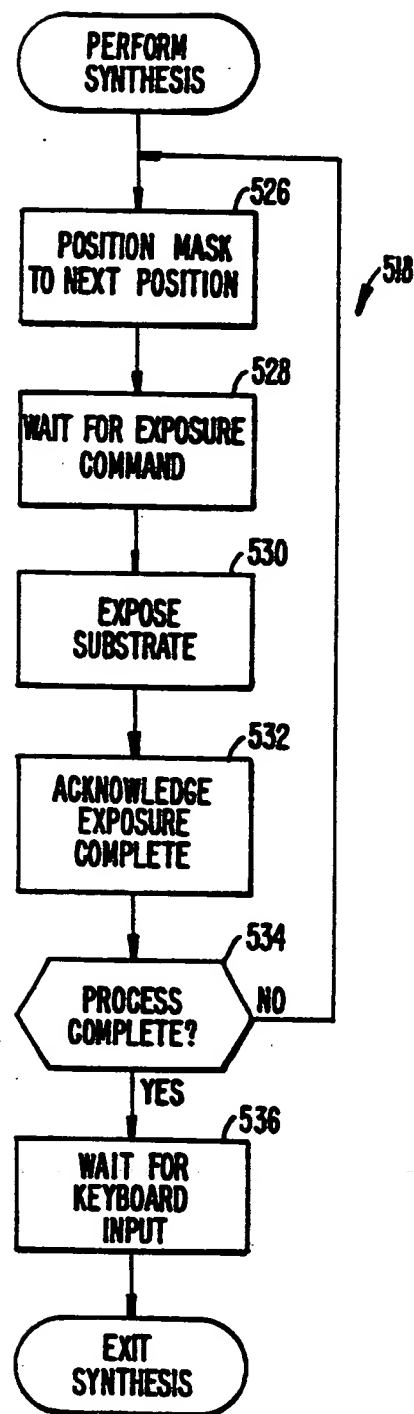 PERFORM
SYNTHESIS
526
POSITION MASK
TO NEXT POSITION
518
528
WAIT FOR EXPOSURE
COMMAND
530
EXPOSE
SUBSTRATE
532
ACKNOWLEDGE
EXPOSURE
COMPLETE
534
PROCESS
COMPLETE?
NO
YES
536
WAIT FOR
KEYBOARD
INPUT
EXIT
SYNTHESIS